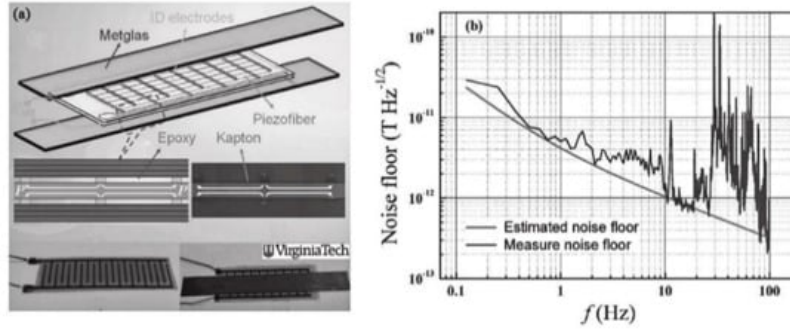 (a)
ID electrodes
Metglas
Piezofiber
Epoxy
Kapton
P
P
VirginiaTech
(b)
Noise floor (T Hz-1/2)
10-10
10-11
10-12
10-13
Estimated noise floor
Measure noise floor
0.1
1
10
100
f (Hz)